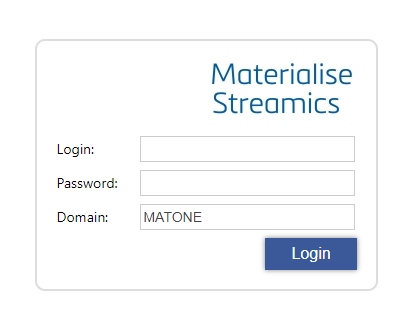 Materialise
Streamics
Login:
Password:
Domain: MATONE
Login